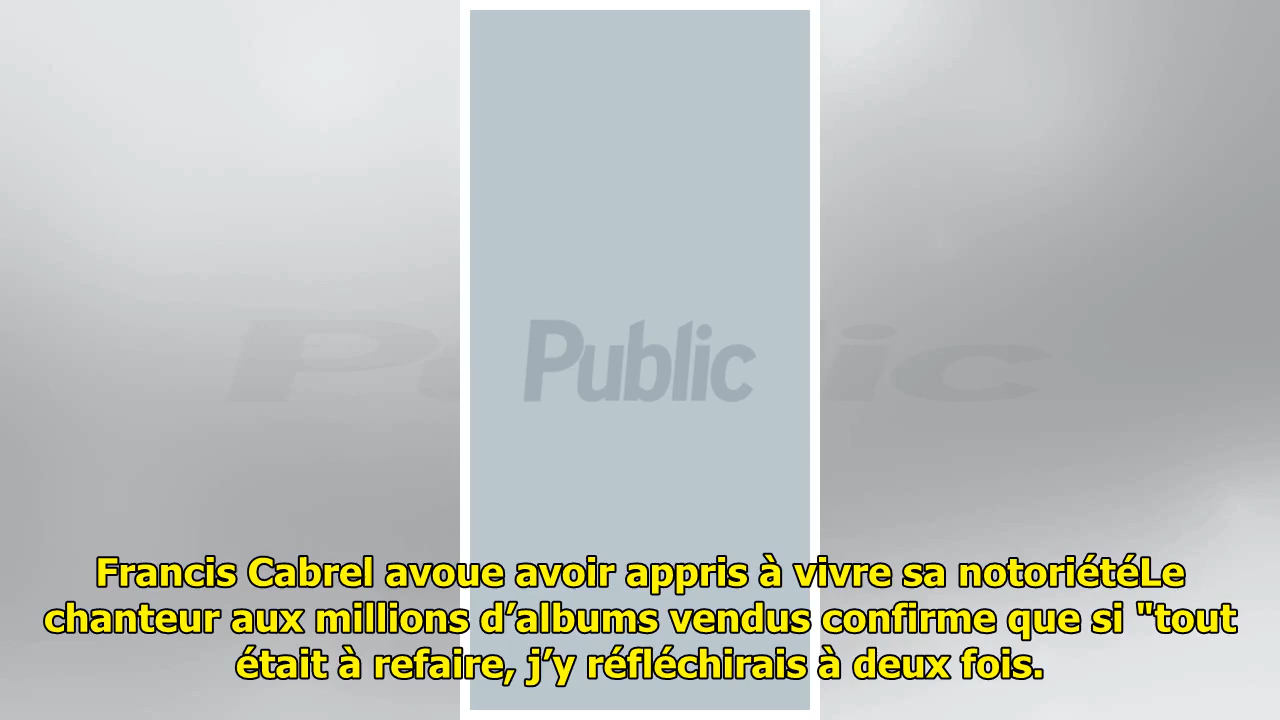 Public
Francis Cabrel avoue avoir appris à vivre sa notoriétéLe
chanteur aux millions d’albums vendus confirme que si "tout
était à refaire, j’y réfléchirais à deux fois.